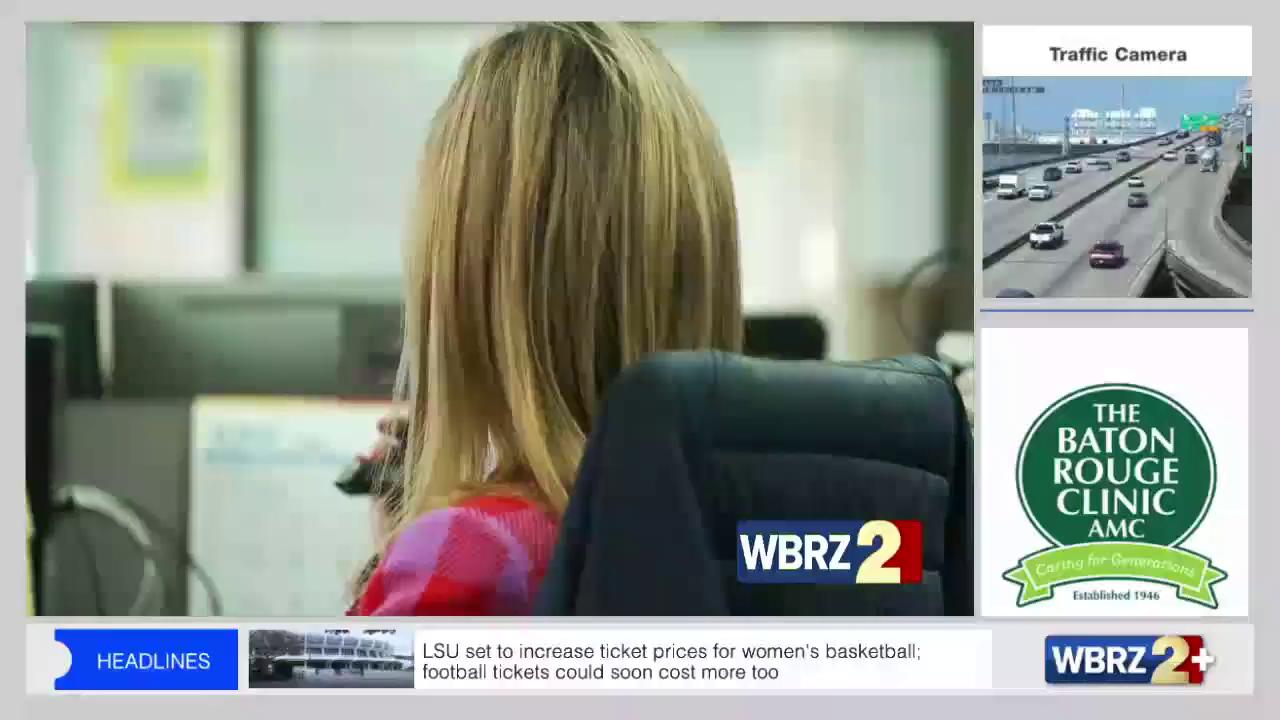 Traffic Camera
THE
BATON
ROUGE
CLINIC
AMC
Caring for Generations
Established 1946
WBRZ 2
HEADLINES
LSU set to increase ticket prices for women's basketball;
football tickets could soon cost more too
WBRZ 2+